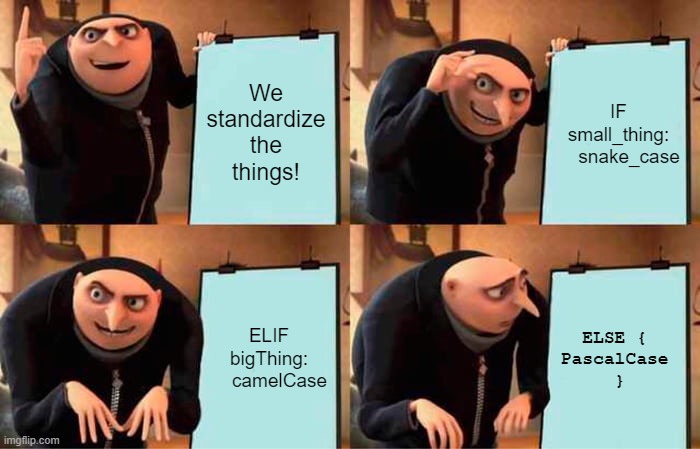 We
standardize
the
things!
IF
small_thing:
snake_case
ELIF
bigThing:
camelCase
ELSE {
PascalCase
}
imgflip.com